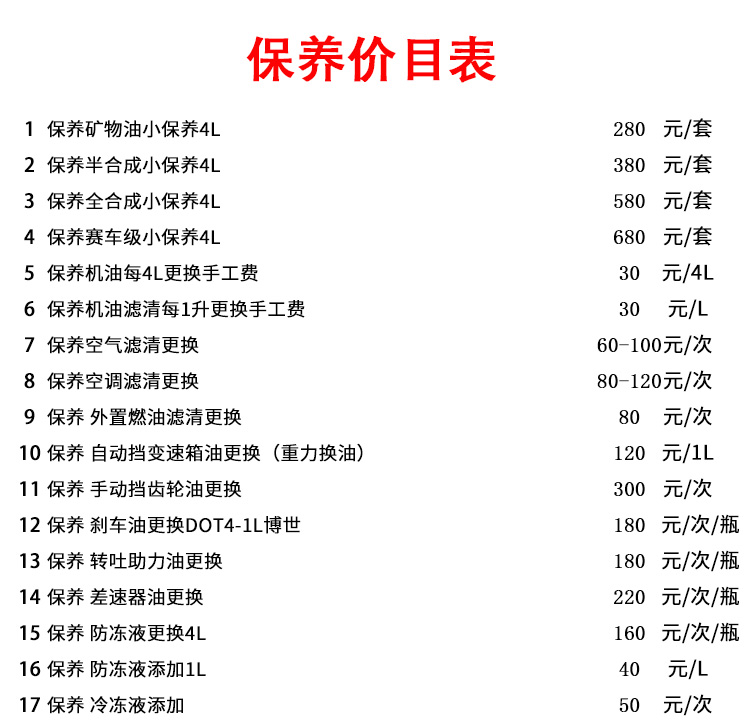 保养价目表
1 保养矿物油小保养4L 280 元/套
2 保养半合成小保养4L 380 元/套
3 保养全合成小保养4L 580 元/套
4 保养赛车级小保养4L 680 元/套
5 保养机油每4L更换手工费 30 元/4L
6 保养机油滤清每1升更换手工费 30 元/L
7 保养空气滤清更换 60-100元/次
8 保养空调滤清更换 80-120元/次
9 保养 外置燃油滤清更换 80 元/次
10 保养 自动挡变速箱油更换（重力换油） 120 元/1L
11 保养 手动挡齿轮油更换 300 元/次
12 保养 刹车油更换DOT4-1L博世 180 元/次/瓶
13 保养 转吐助力油更换 180 元/次/瓶
14 保养 差速器油更换 220 元/次/瓶
15 保养 防冻液更换4L 160 元/次/瓶
16 保养 防冻液添加1L 40 元/L
17 保养 冷冻液添加 50 元/次